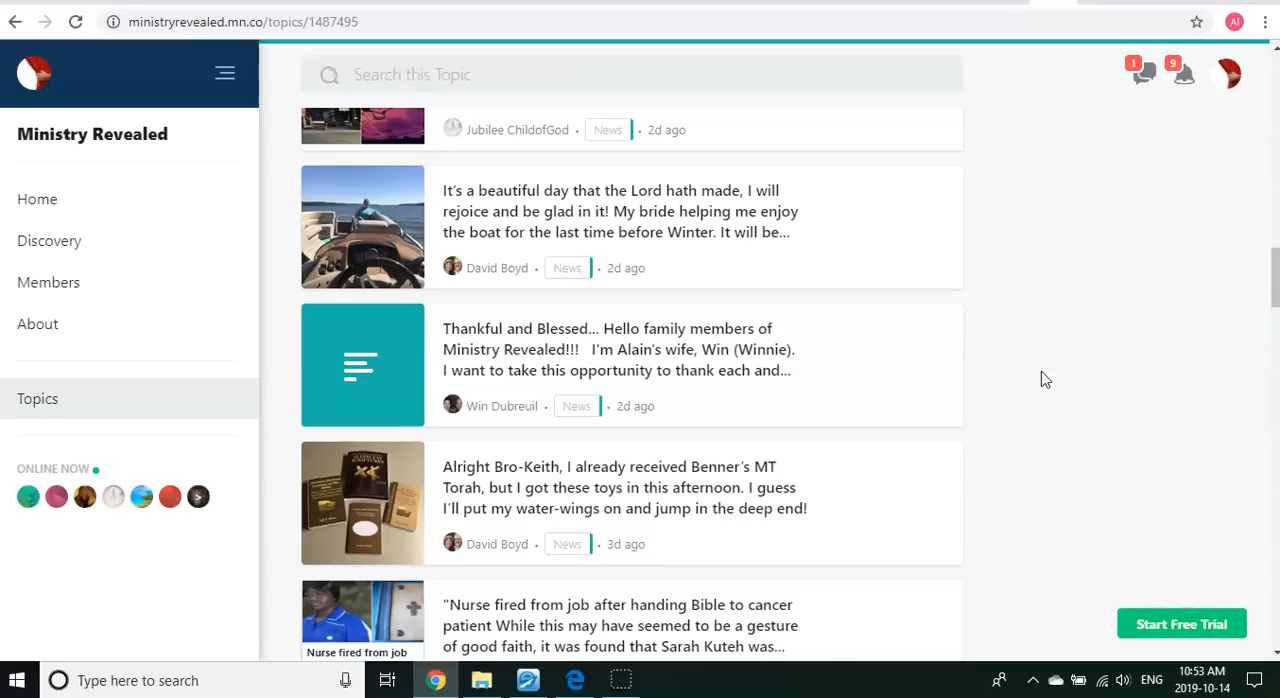 ministryrevealed.mn.co/topics/1487495
AI
Search this Topic
1
9
Ministry Revealed
Home
Discovery
Members
About
Topics
ONLINE NOW
Jubilee ChildofGod • News • 2d ago
It's a beautiful day that the Lord hath made, I will
rejoice and be glad in it! My bride helping me enjoy
the boat for the last time before Winter. It will be...
David Boyd • News • 2d ago
Thankful and Blessed... Hello family members of
Ministry Revealed!!! I'm Alain's wife, Win (Winnie).
I want to take this opportunity to thank each and...
Win Dubreuil • News • 2d ago
Alright Bro-Keith, I already received Benner's MT
Torah, but I got these toys in this afternoon. I guess
I'll put my water-wings on and jump in the deep end!
David Boyd • News • 3d ago
"Nurse fired from job after handing Bible to cancer
patient While this may have seemed to be a gesture
of good faith, it was found that Sarah Kuteh was...
Nurse fired from job
Start Free Trial
Type here to search
ENG
10:53 AM
2019-10-14